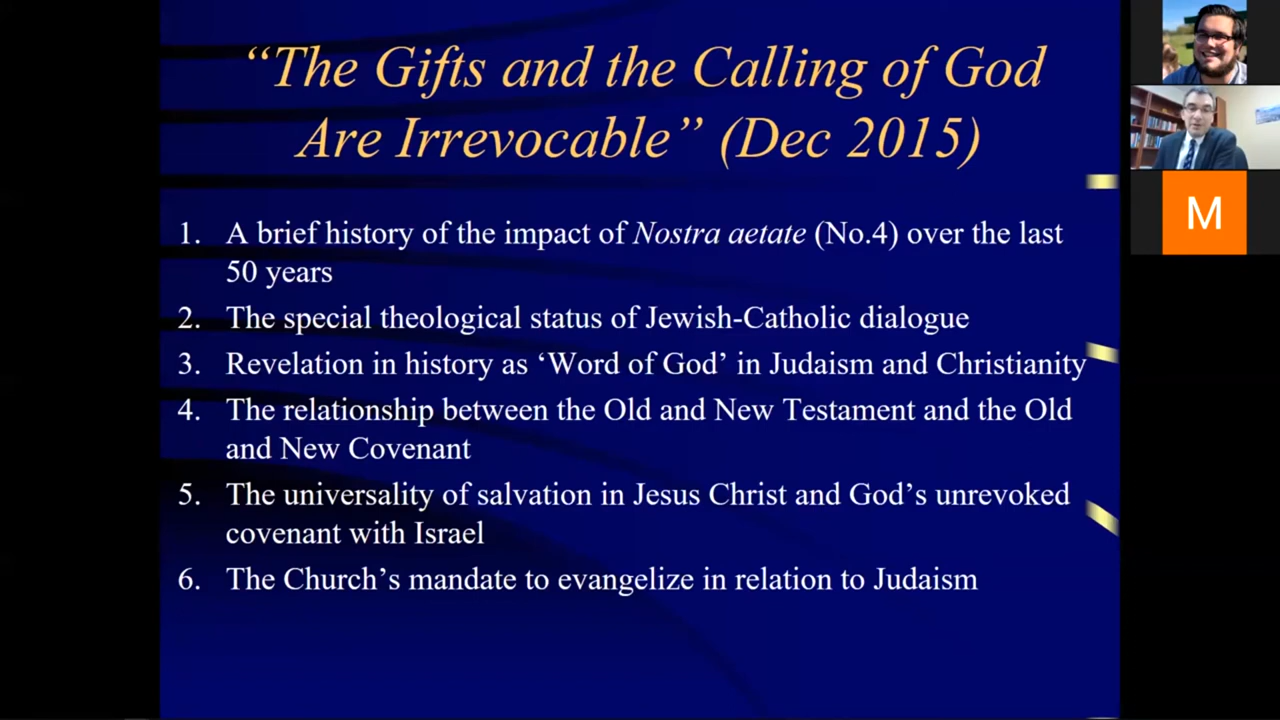 “The Gifts and the Calling of God
Are Irrevocable” (Dec 2015)
1. A brief history of the impact of Nostra aetate (No.4) over the last
50 years
2. The special theological status of Jewish-Catholic dialogue
3. Revelation in history as ‘Word of God’ in Judaism and Christianity
4. The relationship between the Old and New Testament and the Old
and New Covenant
5. The universality of salvation in Jesus Christ and God’s unrevoked
covenant with Israel
6. The Church’s mandate to evangelize in relation to Judaism
M